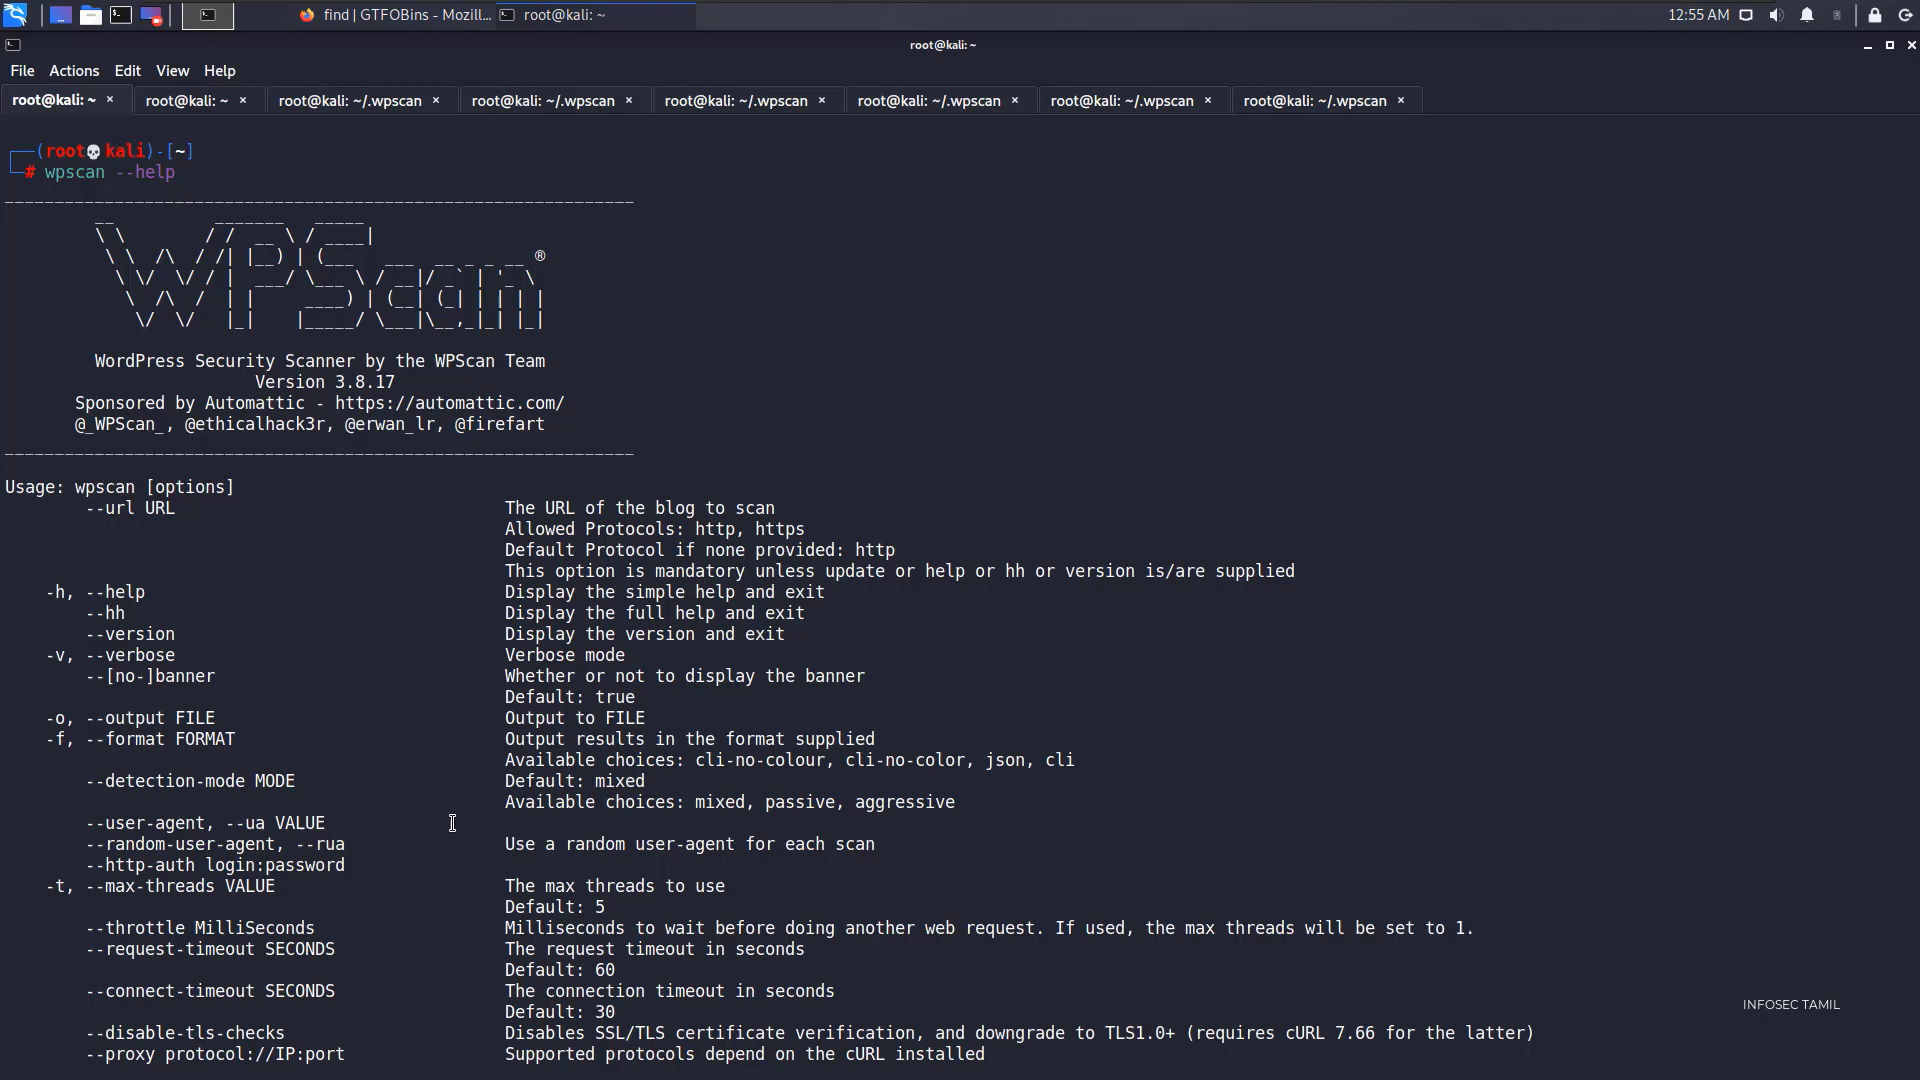 find | GTFOBins - Mozill...
root@kali: ~
12:55 AM
root@kali: ~
File Actions Edit View Help
root@kali: ~ × root@kali: ~ × root@kali: ~/.wpscan × root@kali: ~/.wpscan × root@kali: ~/.wpscan × root@kali: ~/.wpscan × root@kali: ~/.wpscan × root@kali: ~/.wpscan ×
(root💀kali)-[~]
# wpscan --help
WPScan ®
WordPress Security Scanner by the WPScan Team
Version 3.8.17
Sponsored by Automattic - https://automattic.com/
@_WPScan_, @ethicalhack3r, @erwan_lr, @firefart
Usage: wpscan [options]
--url URL The URL of the blog to scan
Allowed Protocols: http, https
Default Protocol if none provided: http
This option is mandatory unless update or help or hh or version is/are supplied
-h, --help Display the simple help and exit
--hh Display the full help and exit
--version Display the version and exit
-v, --verbose Verbose mode
--[no-]banner Whether or not to display the banner
Default: true
-o, --output FILE Output to FILE
-f, --format FORMAT Output results in the format supplied
Available choices: cli-no-colour, cli-no-color, json, cli
--detection-mode MODE Default: mixed
Available choices: mixed, passive, aggressive
--user-agent, --ua VALUE
--random-user-agent, --rua Use a random user-agent for each scan
--http-auth login:password
-t, --max-threads VALUE The max threads to use
Default: 5
--throttle MilliSeconds Milliseconds to wait before doing another web request. If used, the max threads will be set to 1.
--request-timeout SECONDS The request timeout in seconds
Default: 60
--connect-timeout SECONDS The connection timeout in seconds
Default: 30
--disable-tls-checks Disables SSL/TLS certificate verification, and downgrade to TLS1.0+ (requires cURL 7.66 for the latter)
--proxy protocol://IP:port Supported protocols depend on the cURL installed
INFOSEC TAMIL